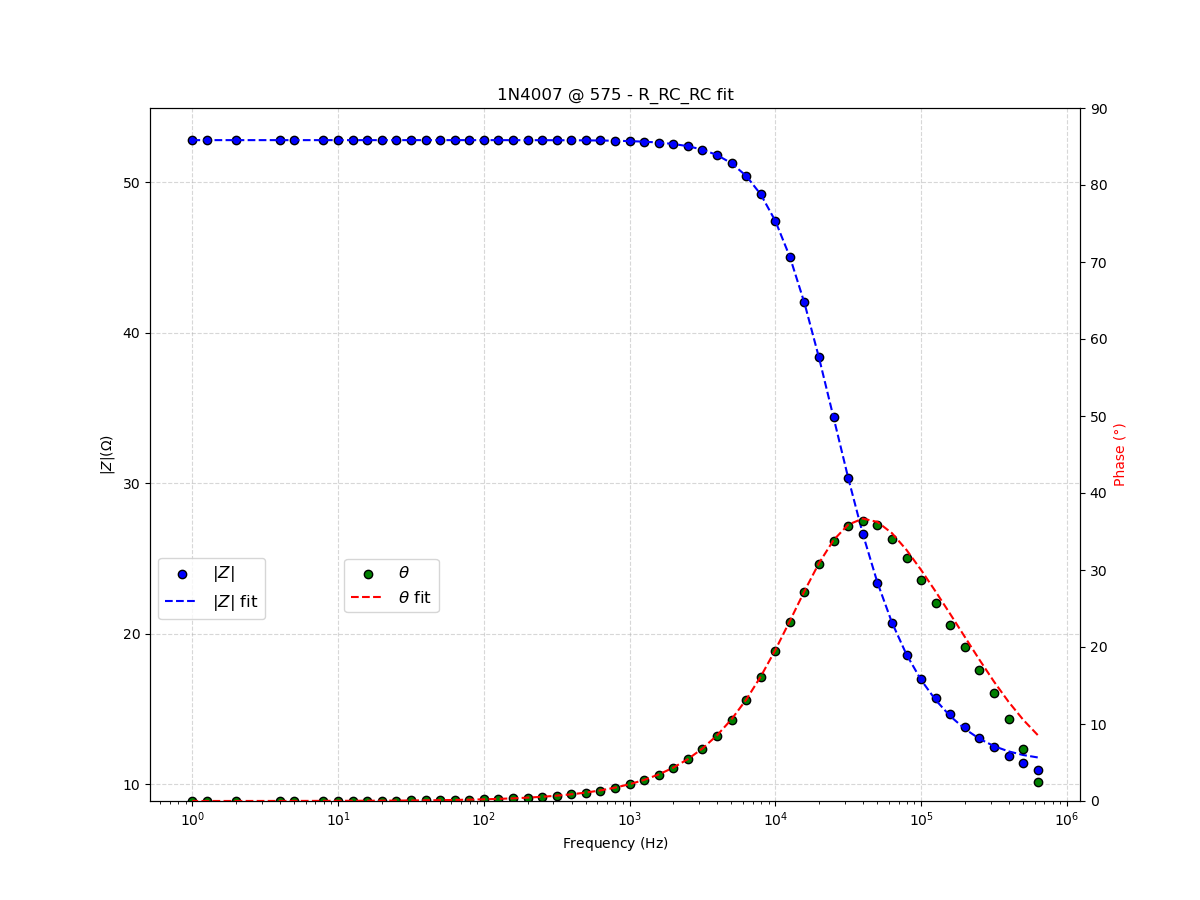 1N4007 @ 575 - R_RC_RC fit
50
40
30
20
10
|Z|(Ω)
90
80
70
60
50
40
30
20
10
0
Phase (°)
|Z|
|Z| fit
θ
θ fit
10⁰
10¹
10²
10³
10⁴
10⁵
10⁶
Frequency (Hz)